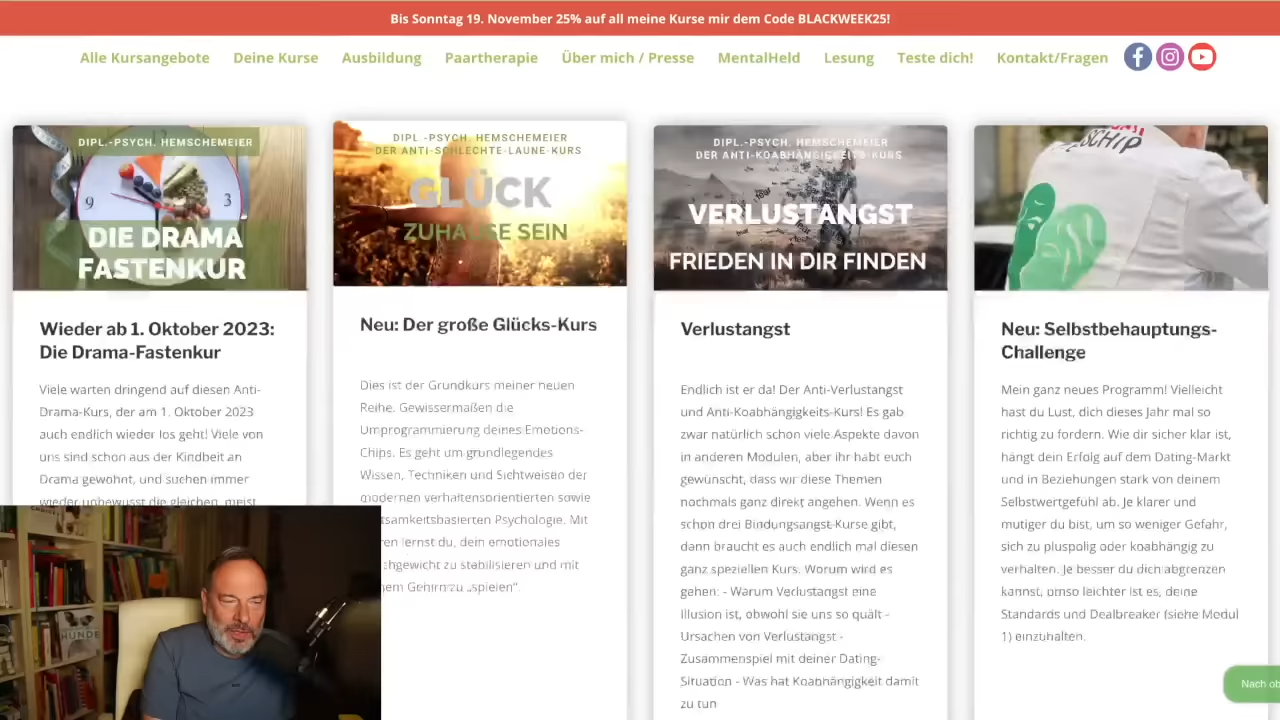 Bis Sonntag 19. November 25% auf all meine Kurse mir dem Code BLACKWEEK25!
Alle Kursangebote Deine Kurse Ausbildung Paartherapie Über mich / Presse MentalHeld Lesung Teste dich! Kontakt/Fragen
DIPL.-PSYCH. HEMSCHEMEIER
DIE DRAMA
FASTENKUR
Wieder ab 1. Oktober 2023:
Die Drama-Fastenkur
Viele warten dringend auf diesen Anti-
Drama-Kurs, der am 1. Oktober 2023
auch endlich wieder los geht! Viele von
uns sind schon aus der Kindheit an
Drama gewöhnt, und suchen immer
wieder unbewusst die gleichen, meist
DIPL.-PSYCH. HEMSCHEMEIER
DER ANTI-SCHLECHTE-LAUNE-KURS
GLÜCK
ZUHAUSE SEIN
Neu: Der große Glücks-Kurs
Dies ist der Grundkurs meiner neuen
Reihe. Gewissermaßen die
Umprogrammierung deines Emotions-
Chips. Es geht um grundlegendes
Wissen, Techniken und Sichtweisen der
modernen verhaltensorientierten sowie
tsamkeitsbasierten Psychologie. Mit
ren lernst du, dem emotionales
chgewicht zu stabilisieren und mit
nem Gehirn zu „spielen“.
DIPL.-PSYCH. HEMSCHEMEIER
DER ANTI-KOABHÄNGIGKEITS-KURS
VERLUSTANGST
FRIEDEN IN DIR FINDEN
Verlustangst
Endlich ist er da! Der Anti-Verlustangst
und Anti-Koabhängigkeits-Kurs! Es gab
zwar natürlich schon viele Aspekte davon
in anderen Modulen, aber ihr habt euch
gewünscht, dass wir diese Themen
nochmals ganz direkt angehen. Wenn es
schon drei Bindungsangst-Kurse gibt,
dann braucht es auch endlich mal diesen
ganz speziellen Kurs. Worum wird es
gehen: - Warum Verlustangst eine
Illusion ist, obwohl sie uns so quält -
Ursachen von Verlustangst -
Zusammenspiel mit deiner Dating-
Situation - Was hat Koabhängigkeit damit
zu tun
Neu: Selbstbehauptungs-
Challenge
Mein ganz neues Programm! Vielleicht
hast du Lust, dich dieses Jahr mal so
richtig zu fordern. Wie dir sicher klar ist,
hängt dein Erfolg auf dem Dating-Markt
und in Beziehungen stark von deinem
Selbstwertgefühl ab. Je klarer und
mutiger du bist, um so weniger Gefahr,
sich zu pluspolig oder koabhängig zu
verhalten. Je besser du dich abgrenzen
kannst, umso leichter ist es, deine
Standards und Dealbreaker (siehe Modul
1) einzuhalten.
Nach ob
HUNDE